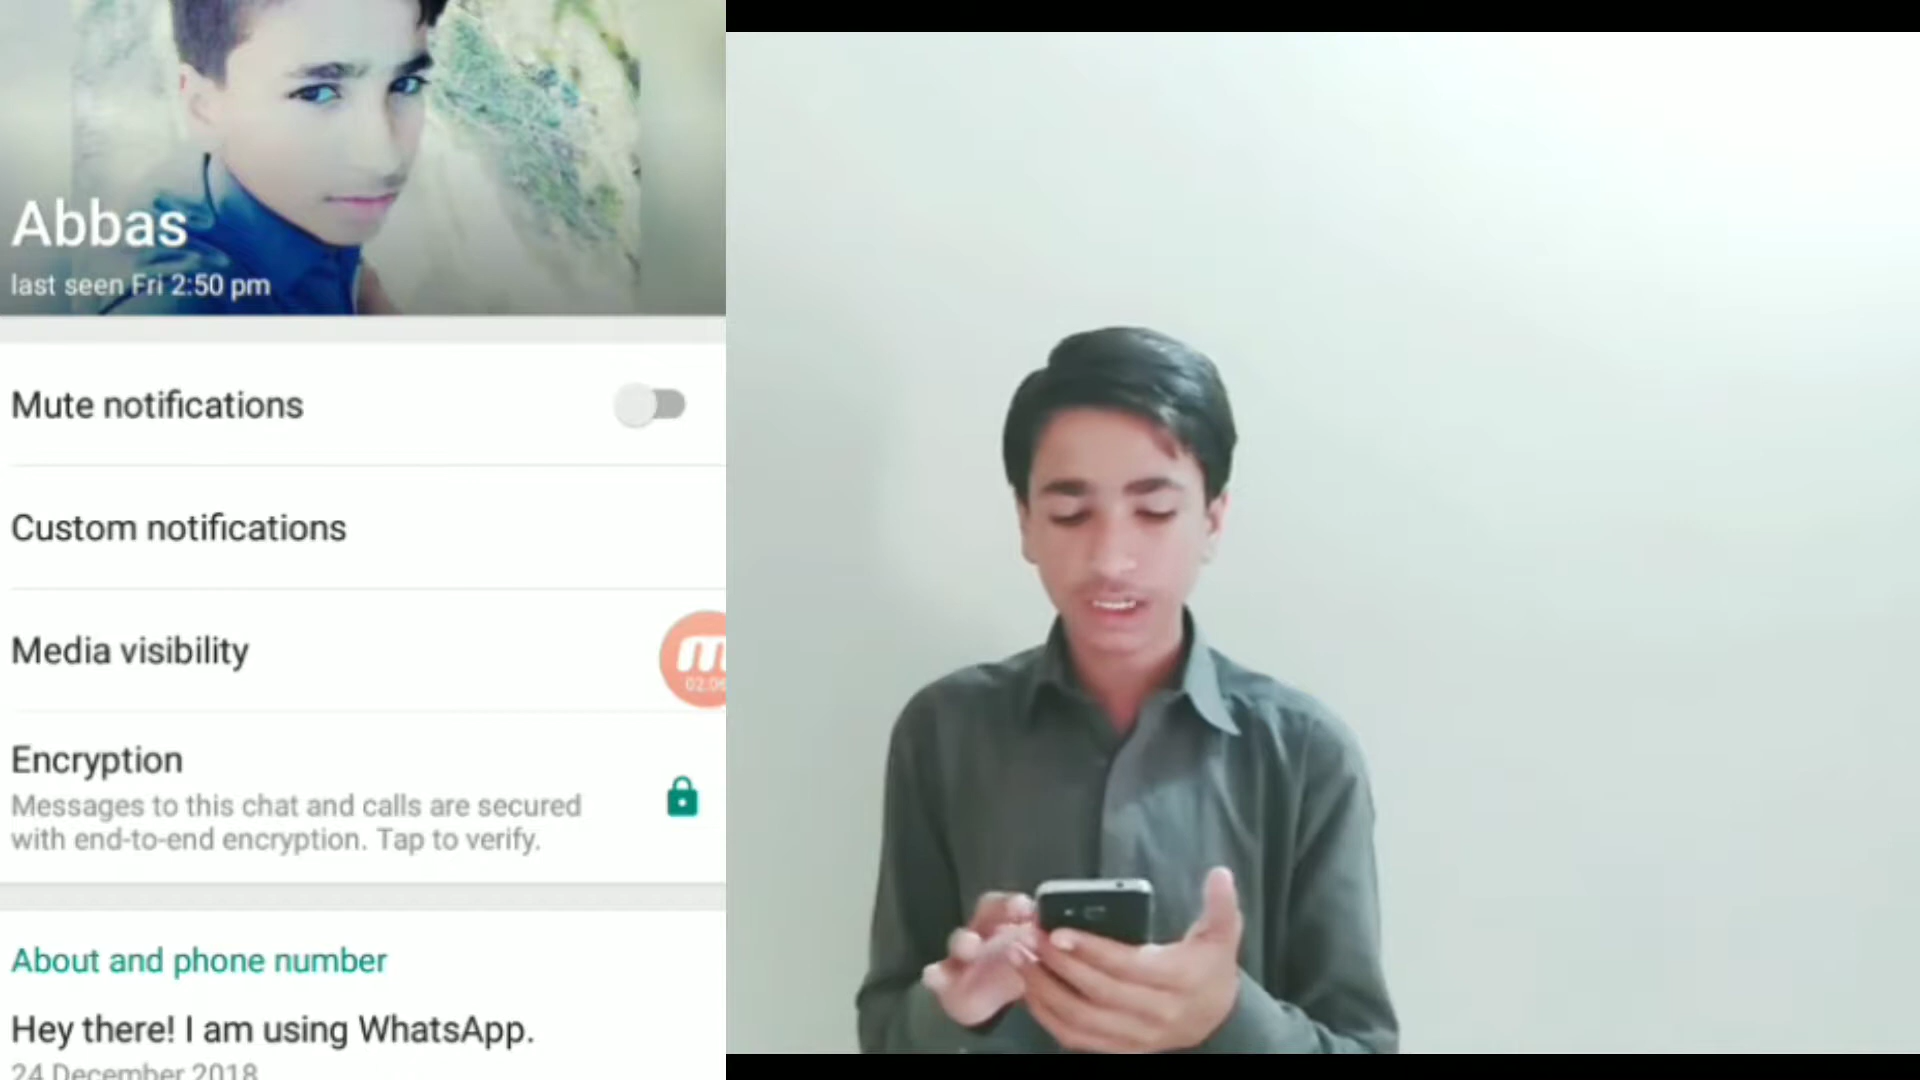 Abbas
last seen Fri 2:50 pm
Mute notifications
Custom notifications
Media visibility
02:06
Encryption
Messages to this chat and calls are secured
with end-to-end encryption. Tap to verify.
About and phone number
Hey there! I am using WhatsApp.
24 December 2018